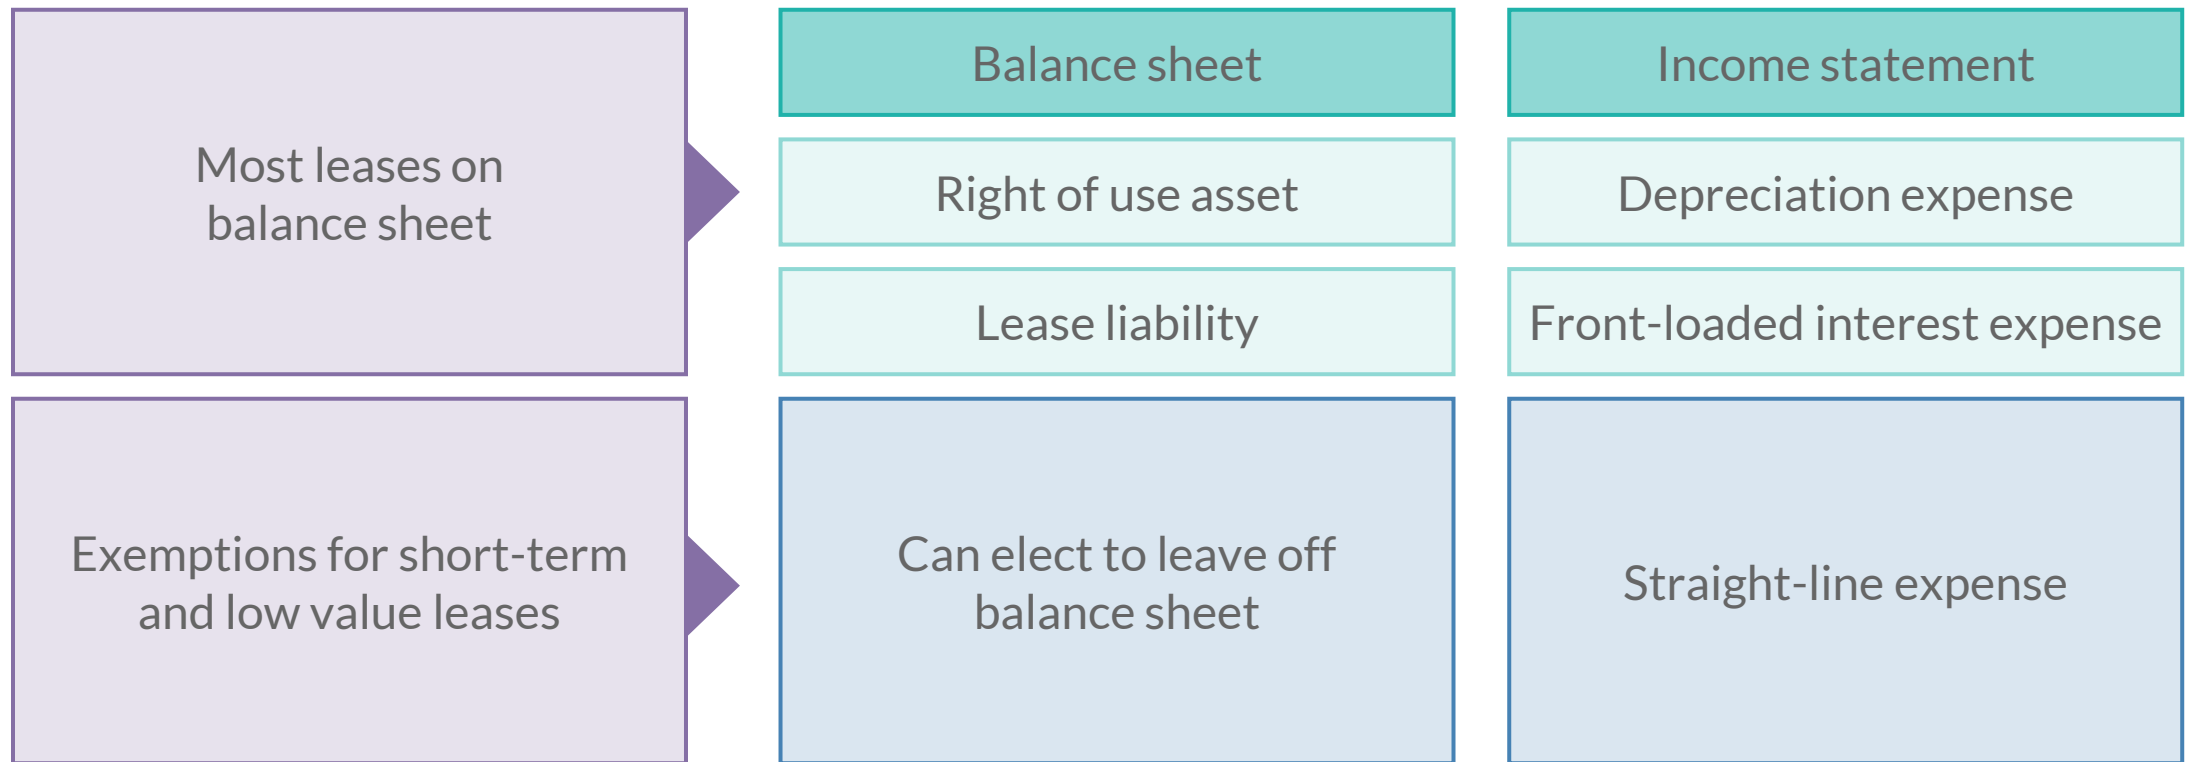 Most leases on
balance sheet
Balance sheet
Income statement
Right of use asset
Depreciation expense
Lease liability
Front-loaded interest expense
Exemptions for short-term
and low value leases
Can elect to leave off
balance sheet
Straight-line expense